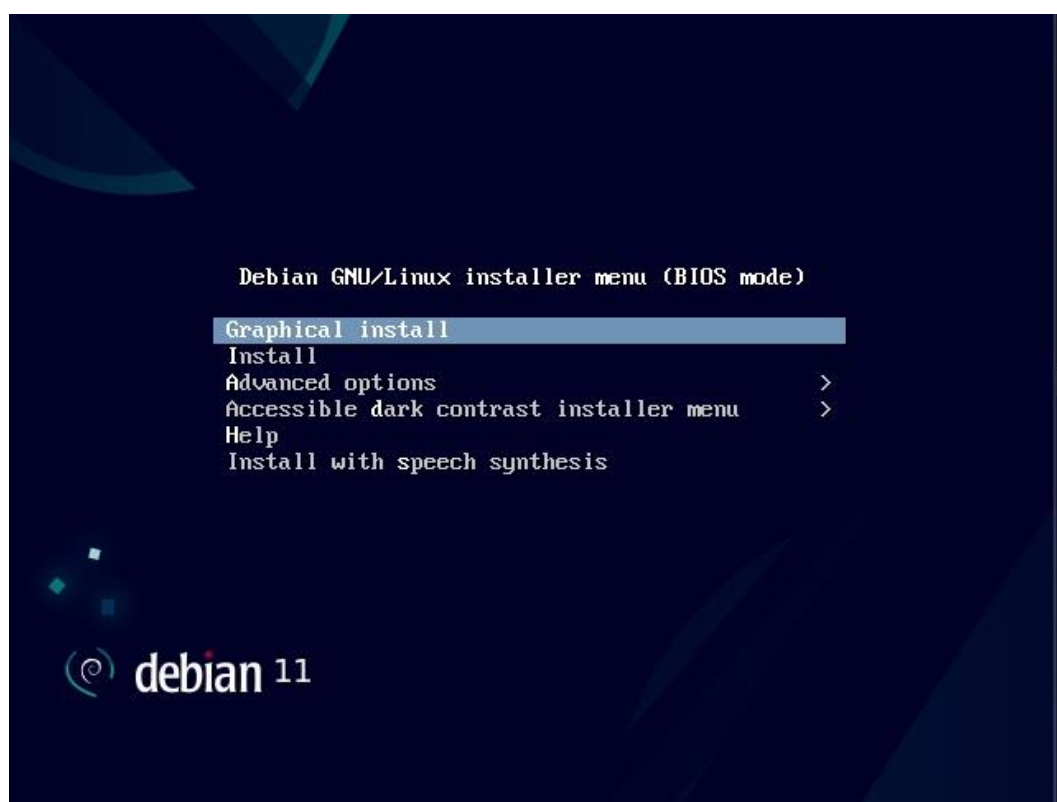 Debian GNU/Linux installer menu (BIOS mode)
Graphical install
Install
Advanced options >
Accessible dark contrast installer menu >
Help
Install with speech synthesis
debian 11